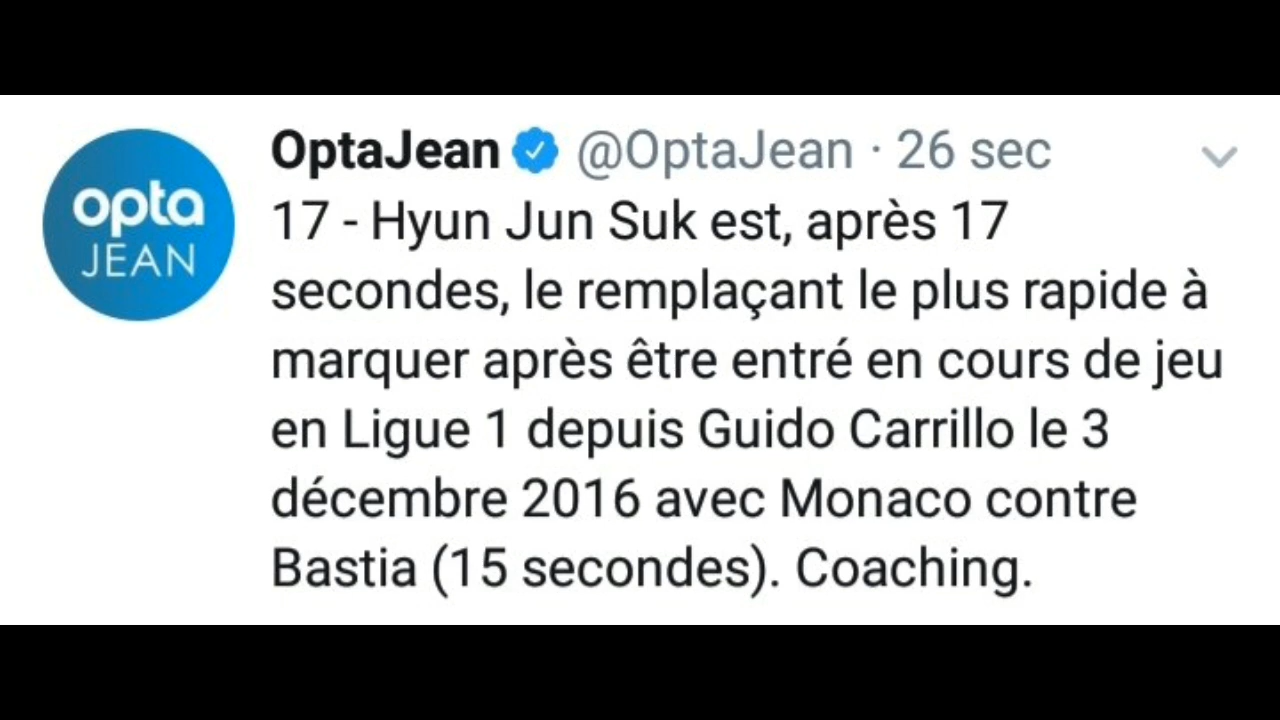 opta
JEAN
OptaJean @OptaJean · 26 sec
17 - Hyun Jun Suk est, après 17
secondes, le remplaçant le plus rapide à
marquer après être entré en cours de jeu
en Ligue 1 depuis Guido Carrillo le 3
décembre 2016 avec Monaco contre
Bastia (15 secondes). Coaching.